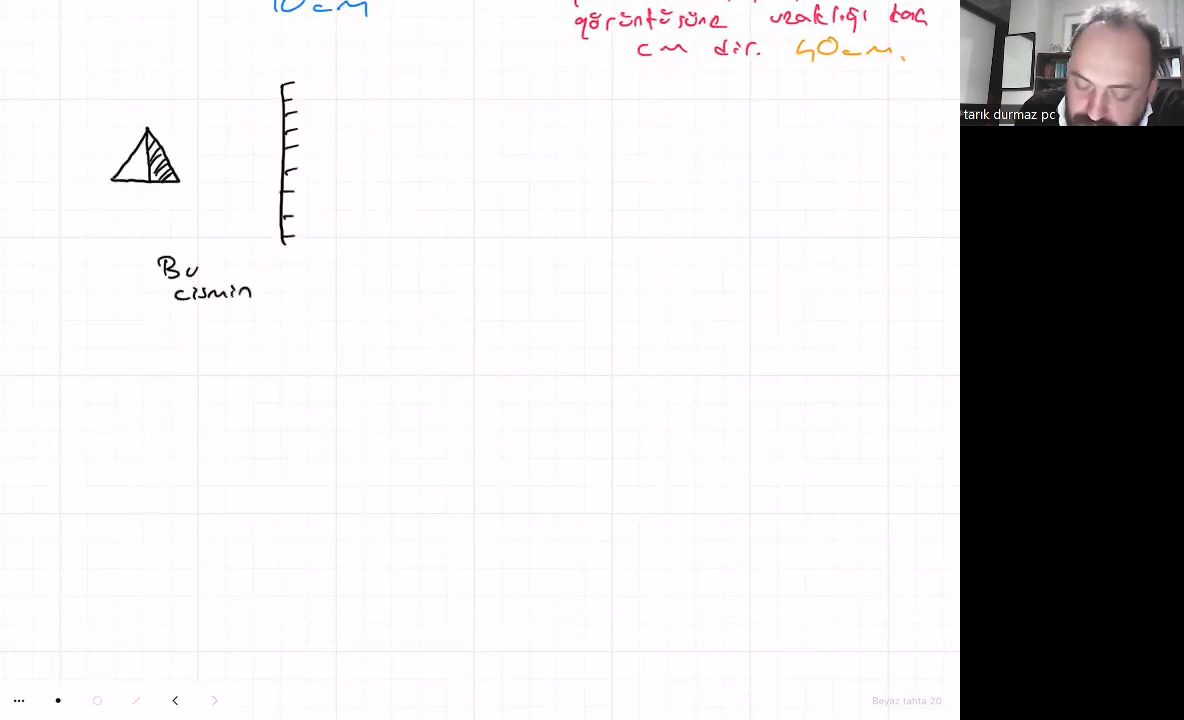 10cm
görüntüsüne uzaklığı kaç
cm dir. 40cm.
tarık durmaz pc
Bu
cismin
Beyaz tahta 20